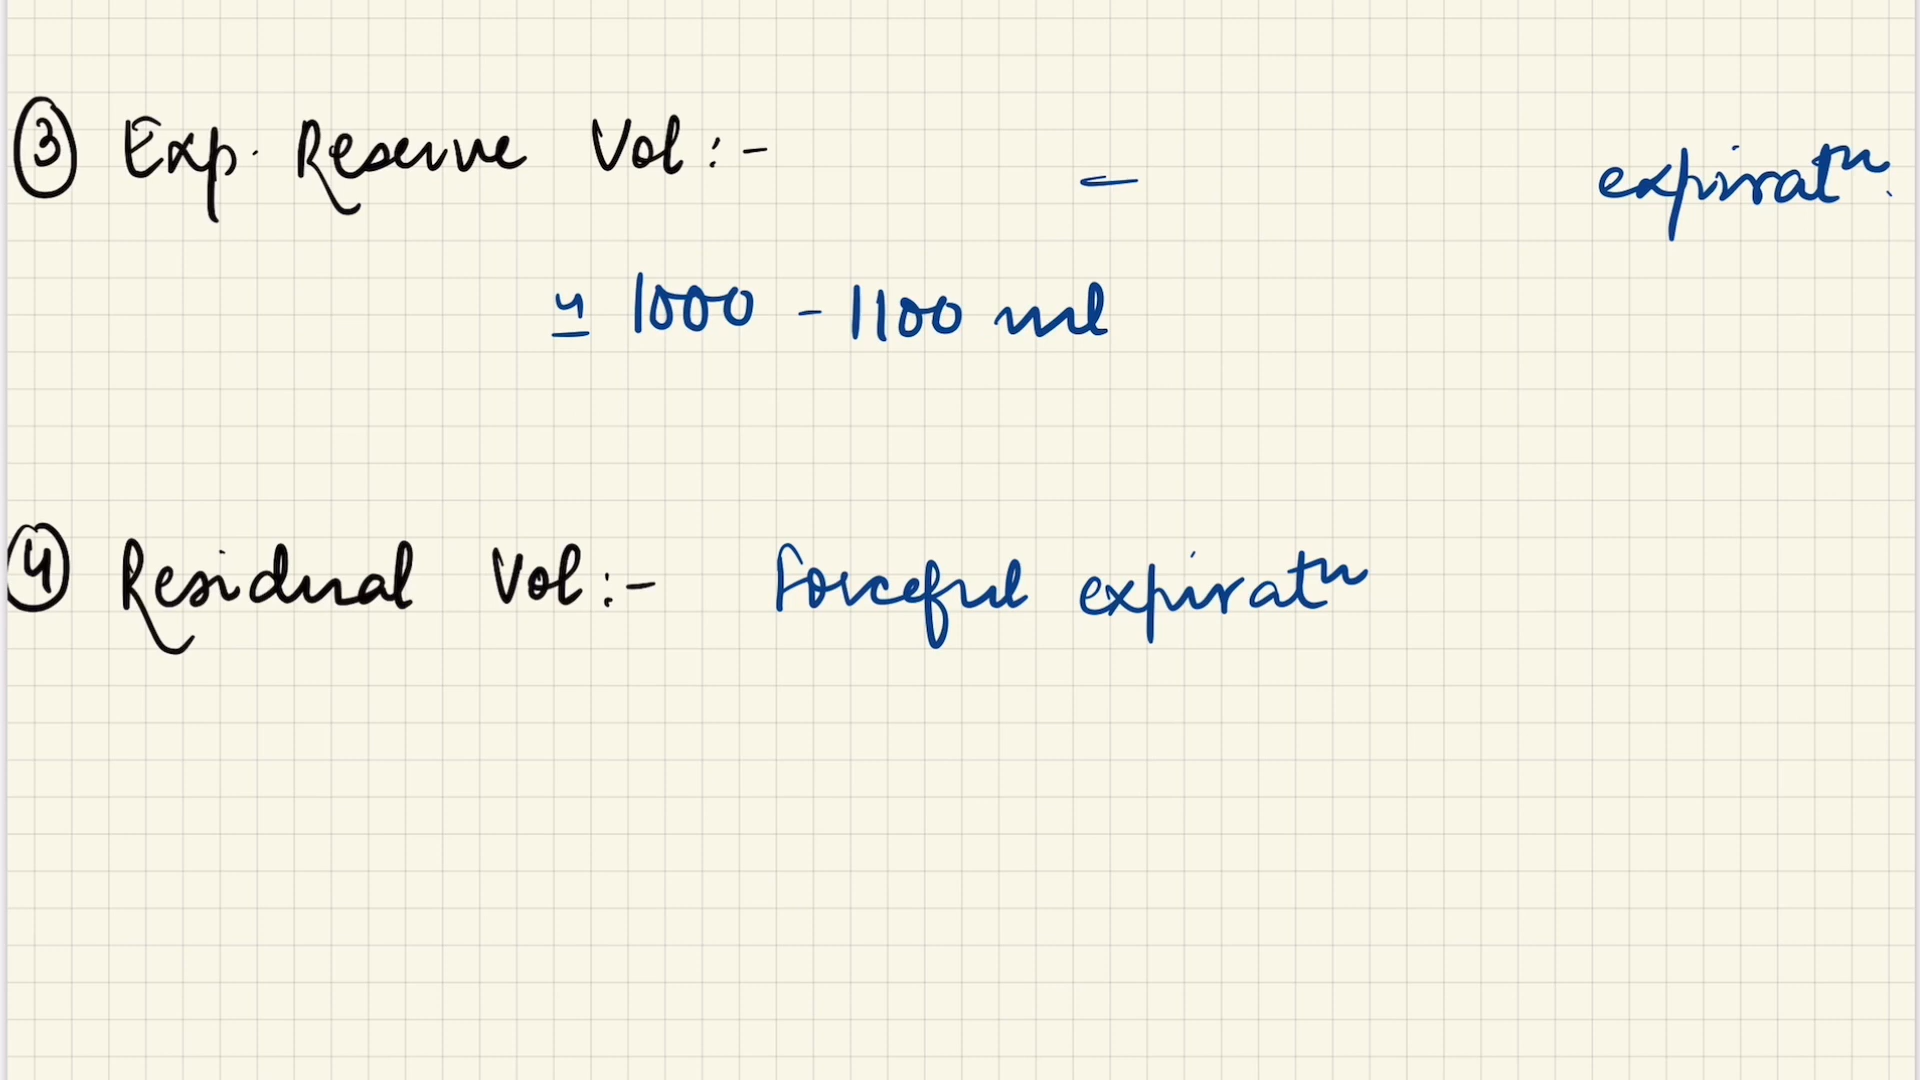 ③ Exp. Reserve Vol:- – expiratⁿ.
≃ 1000 - 1100 ml
④ Residual Vol:- Forceful expiratⁿ